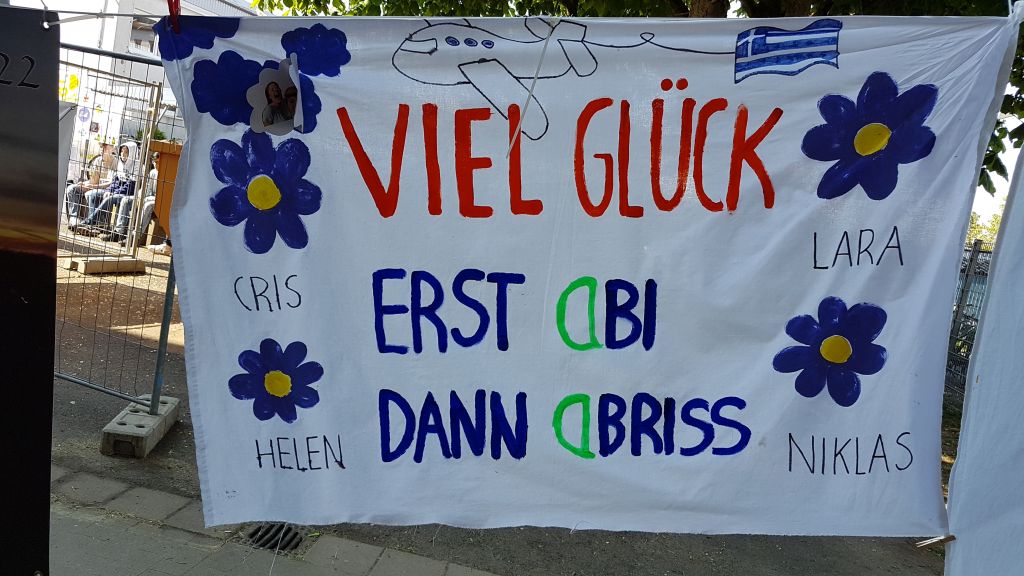 22
VIEL GLÜCK
LARA
CRIS
ERST ABI
DANN ABRISS
HELEN
NIKLAS